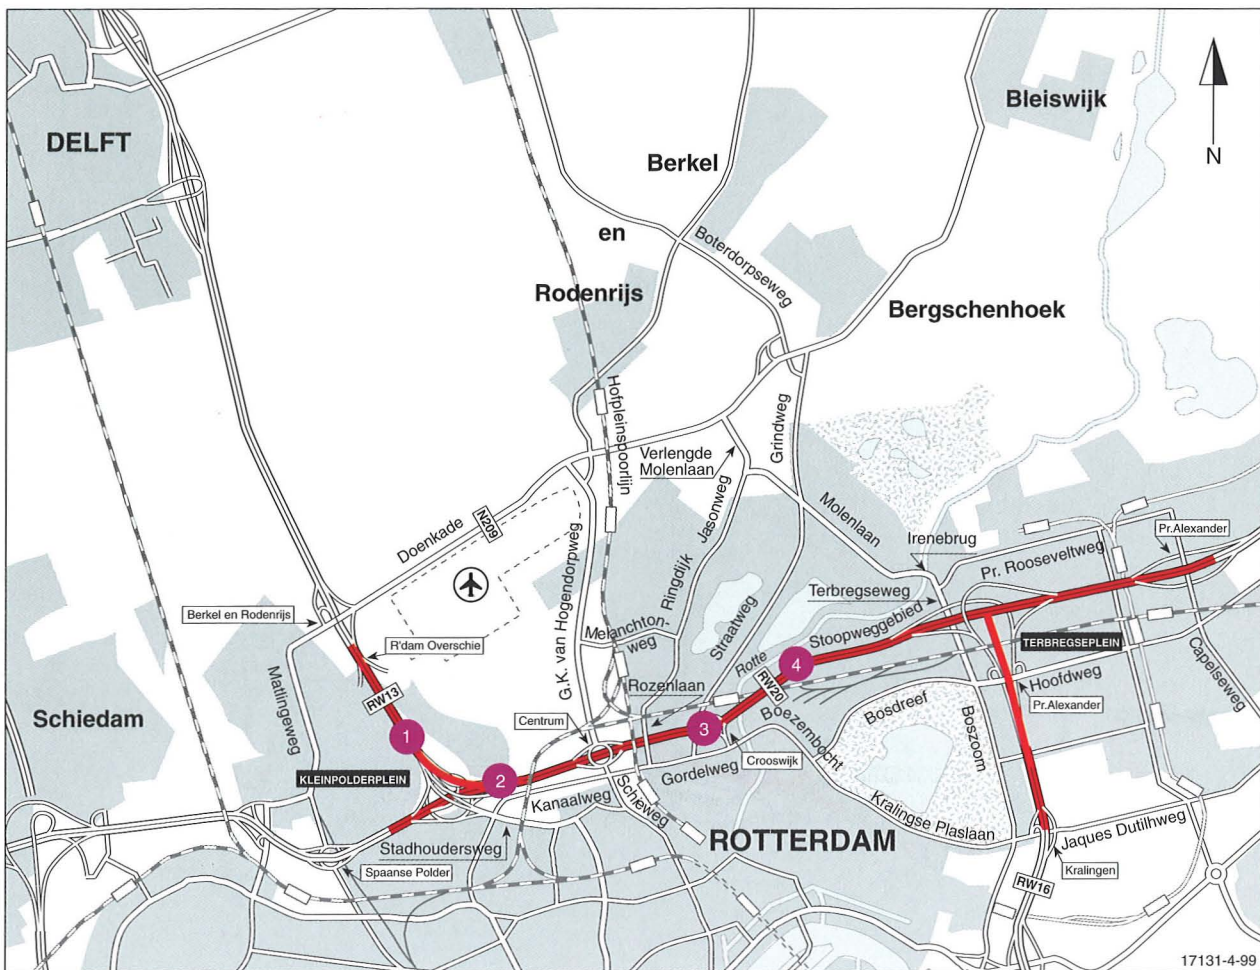 Bleiswijk
N
DELFT
Berkel
en
Rodenrijs
Boterdorpseweg
Bergschenhoek
Hofpleinspoorlijn
Grindweg
Verlengde
Molenlaan
Jasonweg
Molenlaan
Irenebrug
Pr.Alexander
Pr. Rooseveltweg
N209
Doenkade
G.K. van Hogendorpweg
Ringdijk
Terbregseweg
Stoopweggebied
Berkel en Rodenrijs
R'dam Overschie
Melanchton-
weg
Straatweg
TERBREGSEPLEIN
Capelseweg
Rotte
4
RW20
Rozenlaan
Hoofdweg
Pr.Alexander
Matlingeweg
RW13
Schiedam
Centrum
3
Boezembocht
Bosdreef
Boszoom
1
Crooswijk
KLEINPOLDERPLEIN
2
Gordelweg
Kanaalweg
Schieweg
Kralingse Plaslaan
Stadhoudersweg
ROTTERDAM
Jaques Dutilhweg
Spaanse Polder
Kralingen
RW16
17131-4-99